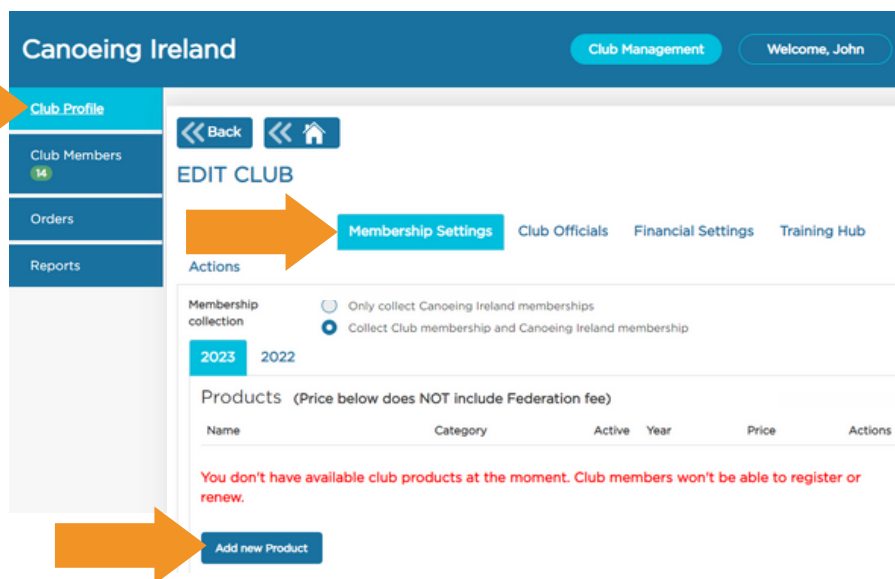 Canoeing Ireland
Club Management
Welcome, John
Club Profile
Club Members
14
Orders
Reports
Back
EDIT CLUB
Membership Settings
Club Officials
Financial Settings
Training Hub
Actions
Membership
collection
Only collect Canoeing Ireland memberships
Collect Club membership and Canoeing Ireland membership
2023 2022
Products (Price below does NOT include Federation fee)
Name Category Active Year Price Actions
You don't have available club products at the moment. Club members won't be able to register or
renew.
Add new Product